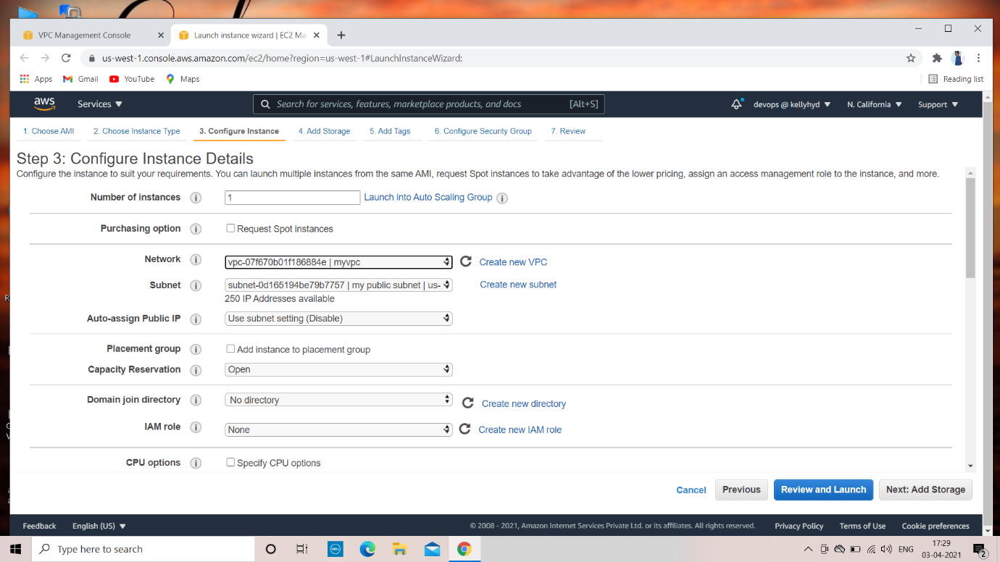 VPC Management Console
Launch instance wizard | EC2 Ma
us-west-1.console.aws.amazon.com/ec2/home?region=us-west-1#LaunchInstanceWizard:
Apps Gmail YouTube Maps Reading list
aws Services Search for services, features, marketplace products, and docs [Alt+S] devops @ kellyhyd N. California Support
1. Choose AMI 2. Choose Instance Type 3. Configure Instance 4. Add Storage 5. Add Tags 6. Configure Security Group 7. Review
Step 3: Configure Instance Details
Configure the instance to suit your requirements. You can launch multiple instances from the same AMI, request Spot instances to take advantage of the lower pricing, assign an access management role to the instance, and more.
Number of instances 1 Launch into Auto Scaling Group
Purchasing option Request Spot instances
Network vpc-07f670b01f186884e | myvpc Create new VPC
Subnet subnet-0d165194be79b7757 | my public subnet | us- Create new subnet
250 IP Addresses available
Auto-assign Public IP Use subnet setting (Disable)
Placement group Add instance to placement group
Capacity Reservation Open
Domain join directory No directory Create new directory
IAM role None Create new IAM role
CPU options Specify CPU options
Cancel Previous Review and Launch Next: Add Storage
Feedback English (US) © 2008 - 2021, Amazon Internet Services Private Ltd. or its affiliates. All rights reserved. Privacy Policy Terms of Use Cookie preferences
Type here to search DELL ENG 17:29
03-04-2021 2